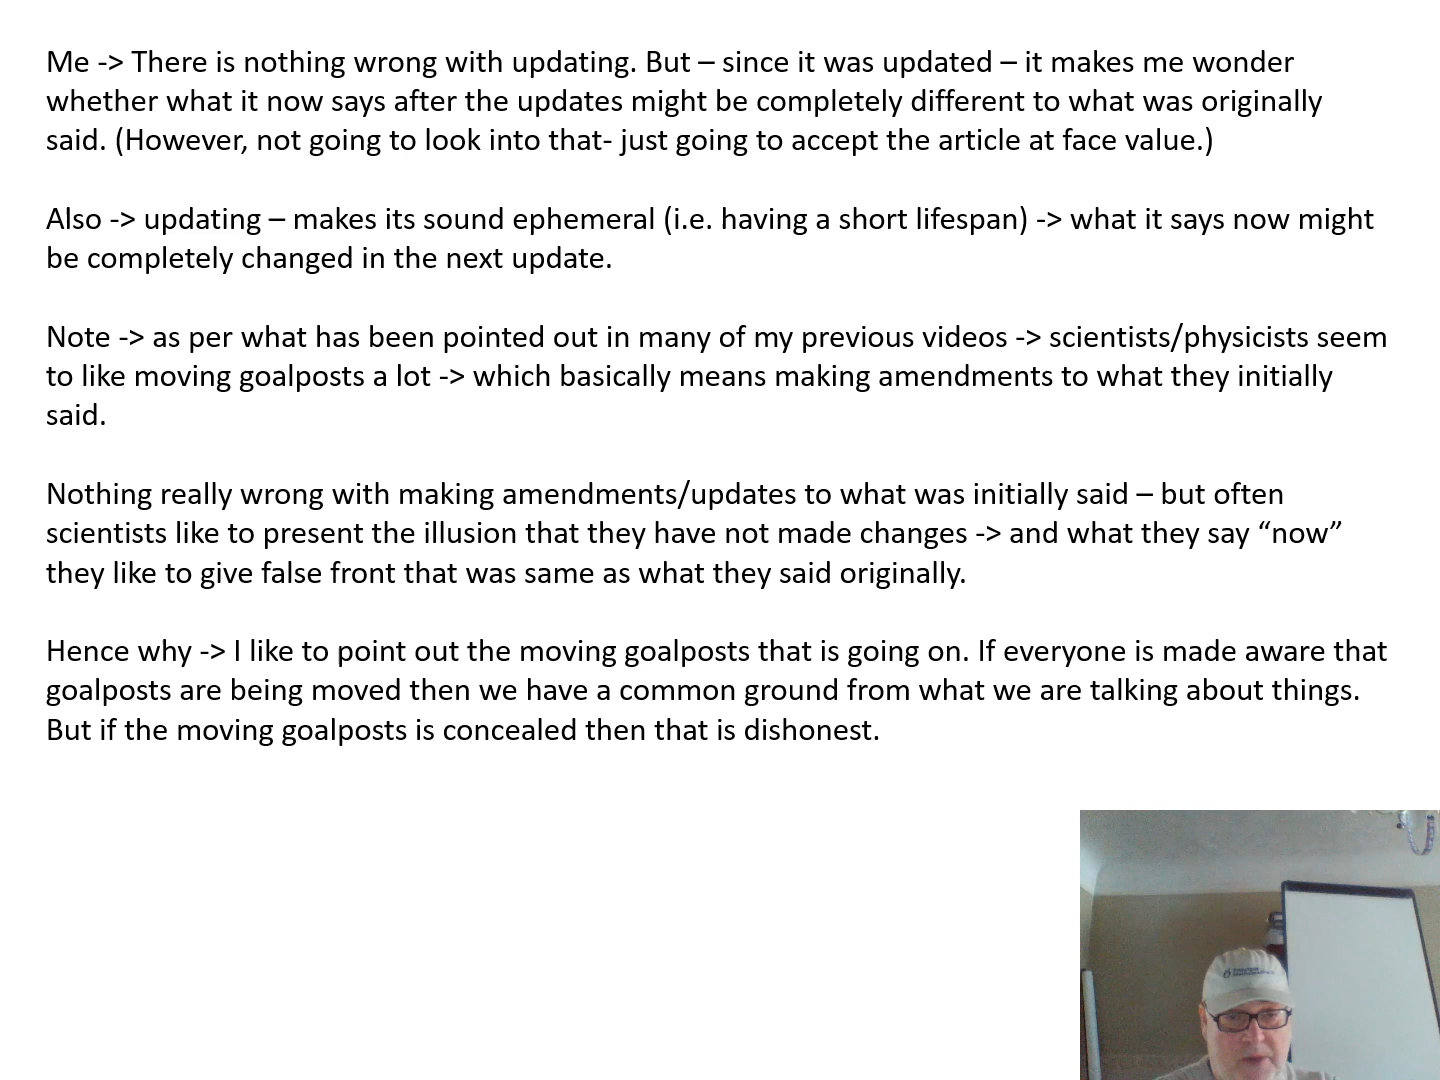 Me -> There is nothing wrong with updating. But – since it was updated – it makes me wonder
whether what it now says after the updates might be completely different to what was originally
said. (However, not going to look into that- just going to accept the article at face value.)
Also -> updating – makes its sound ephemeral (i.e. having a short lifespan) -> what it says now might
be completely changed in the next update.
Note -> as per what has been pointed out in many of my previous videos -> scientists/physicists seem
to like moving goalposts a lot -> which basically means making amendments to what they initially
said.
Nothing really wrong with making amendments/updates to what was initially said – but often
scientists like to present the illusion that they have not made changes -> and what they say “now”
they like to give false front that was same as what they said originally.
Hence why -> I like to point out the moving goalposts that is going on. If everyone is made aware that
goalposts are being moved then we have a common ground from what we are talking about things.
But if the moving goalposts is concealed then that is dishonest.